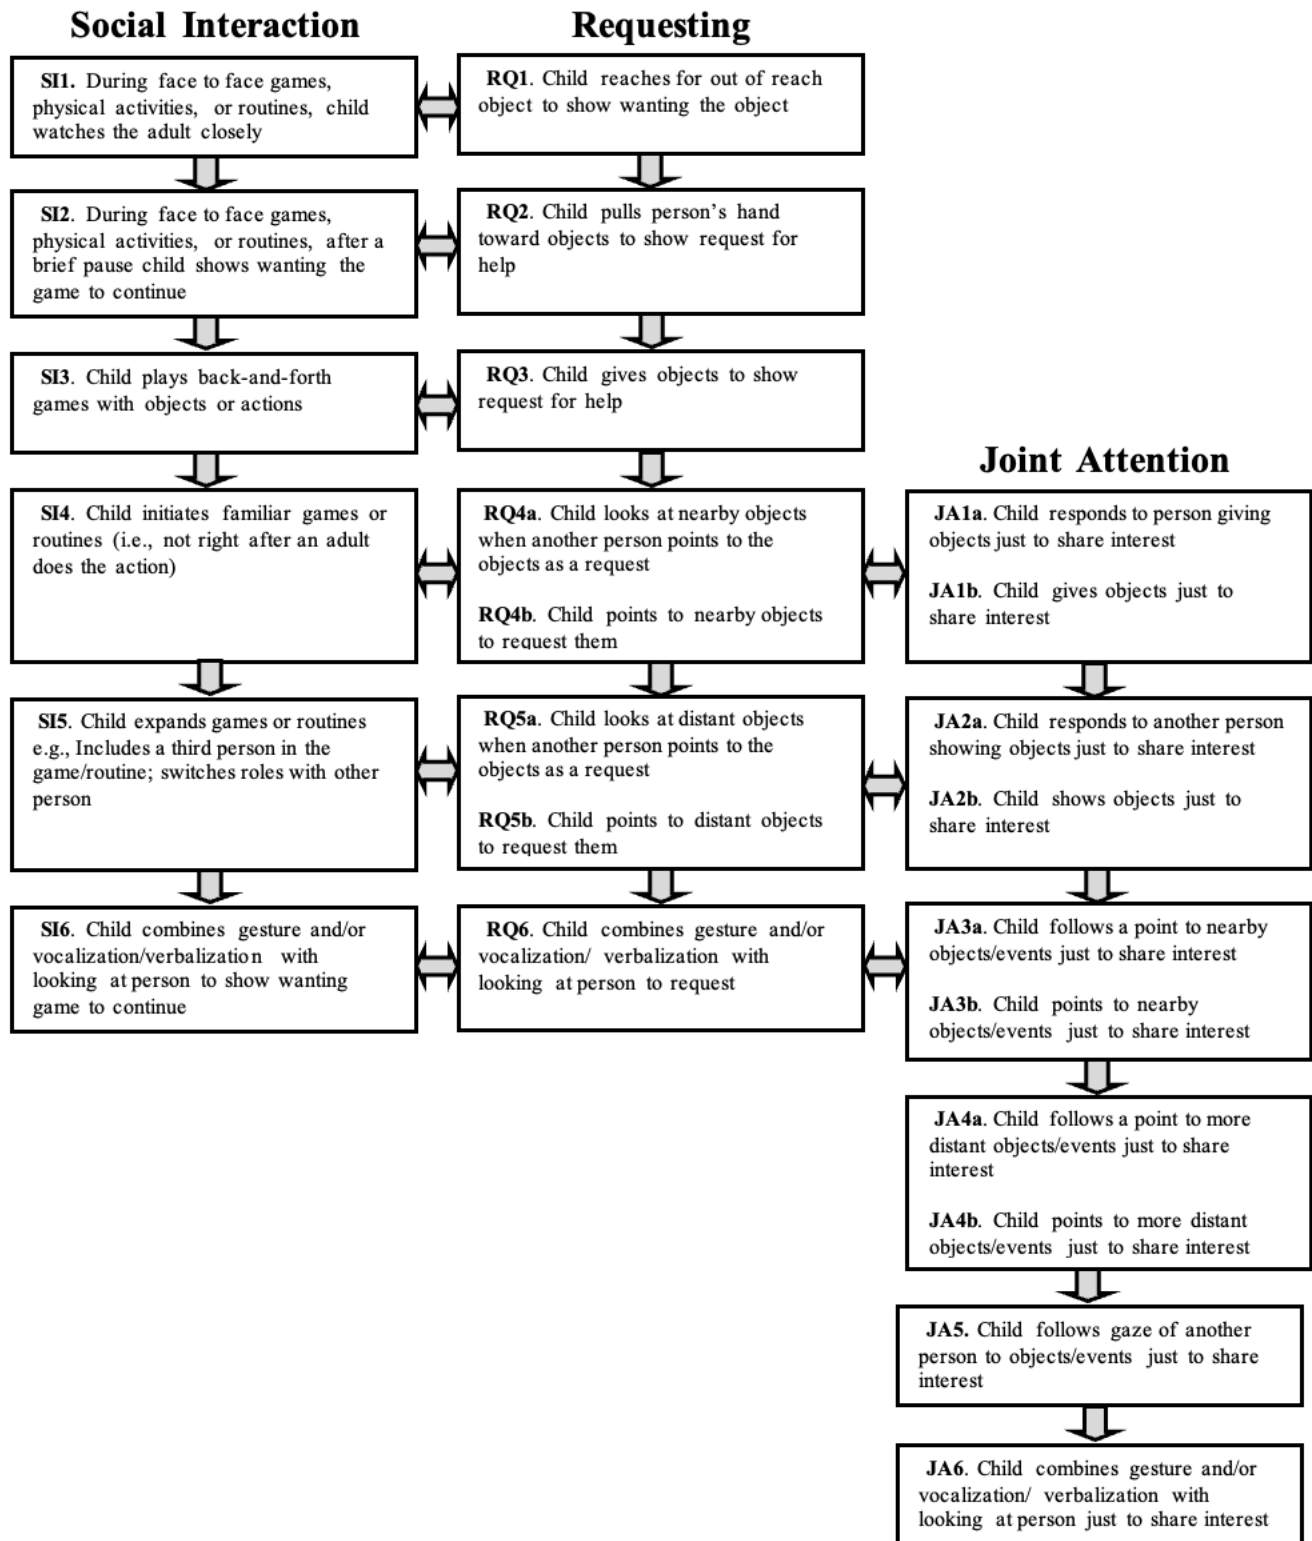 Social Interaction
SI1. During face to face games,
physical activities, or routines, child
watches the adult closely
SI2. During face to face games,
physical activities, or routines, after a
brief pause child shows wanting the
game to continue
SI3. Child plays back-and-forth
games with objects or actions
SI4. Child initiates familiar games or
routines (i.e., not right after an adult
does the action)
SI5. Child expands games or routines
e.g., Includes a third person in the
game/routine; switches roles with other
person
SI6. Child combines gesture and/or
vocalization/verbalization with
looking at person to show wanting
game to continue
Requesting
RQ1. Child reaches for out of reach
object to show wanting the object
RQ2. Child pulls person's hand
toward objects to show request for
help
RQ3. Child gives objects to show
request for help
RQ4a. Child looks at nearby objects
when another person points to the
objects as a request
RQ4b. Child points to nearby objects
to request them
RQ5a. Child looks at distant objects
when another person points to the
objects as a request
RQ5b. Child points to distant objects
to request them
RQ6. Child combines gesture and/or
vocalization/ verbalization with
looking at person to request
Joint Attention
JA1a. Child responds to person giving
objects just to share interest
JA1b. Child gives objects just to
share interest
JA2a. Child responds to another person
showing objects just to share interest
JA2b. Child shows objects just to
share interest
JA3a. Child follows a point to nearby
objects/events just to share interest
JA3b. Child points to nearby
objects/events just to share interest
JA4a. Child follows a point to more
distant objects/events just to share
interest
JA4b. Child points to more distant
objects/events just to share interest
JA5. Child follows gaze of another
person to objects/events just to share
interest
JA6. Child combines gesture and/or
vocalization/ verbalization with
looking at person just to share interest